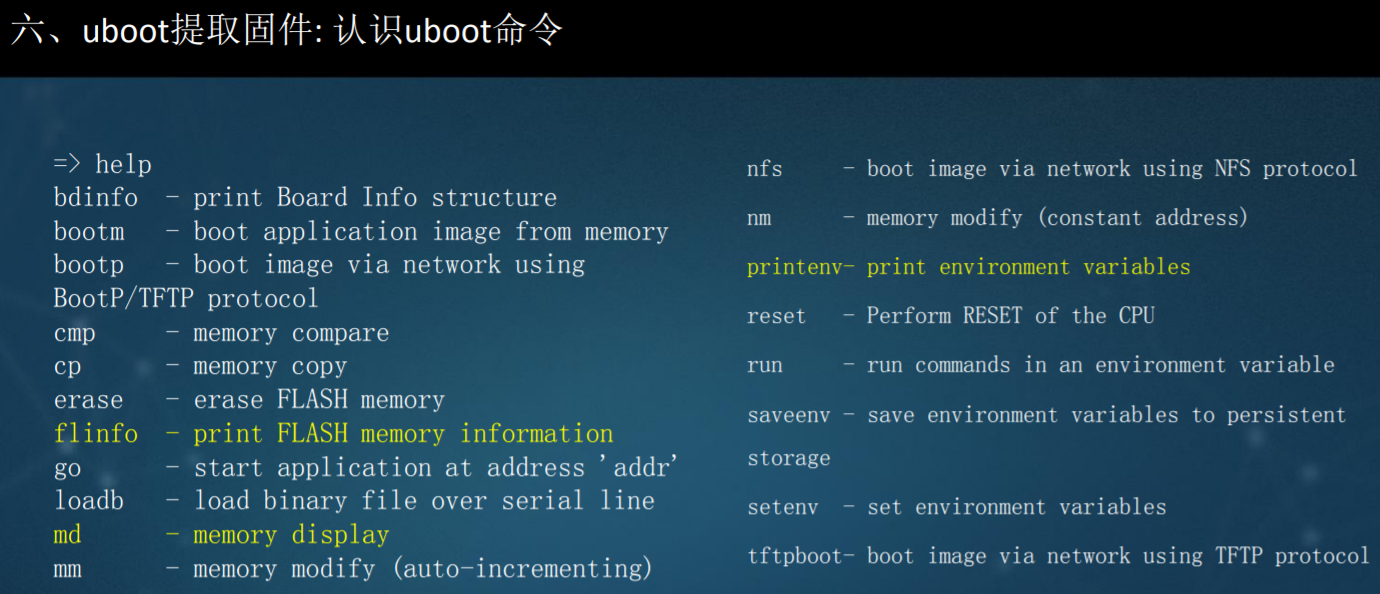 六、uboot提取固件: 认识uboot命令
=> help
bdinfo - print Board Info structure
bootm - boot application image from memory
bootp - boot image via network using
BootP/TFTP protocol
cmp - memory compare
cp - memory copy
erase - erase FLASH memory
flinfo - print FLASH memory information
go - start application at address 'addr'
loadb - load binary file over serial line
md - memory display
mm - memory modify (auto-incrementing)
nfs - boot image via network using NFS protocol
nm - memory modify (constant address)
printenv- print environment variables
reset - Perform RESET of the CPU
run - run commands in an environment variable
saveenv - save environment variables to persistent
storage
setenv - set environment variables
tftpboot- boot image via network using TFTP protocol